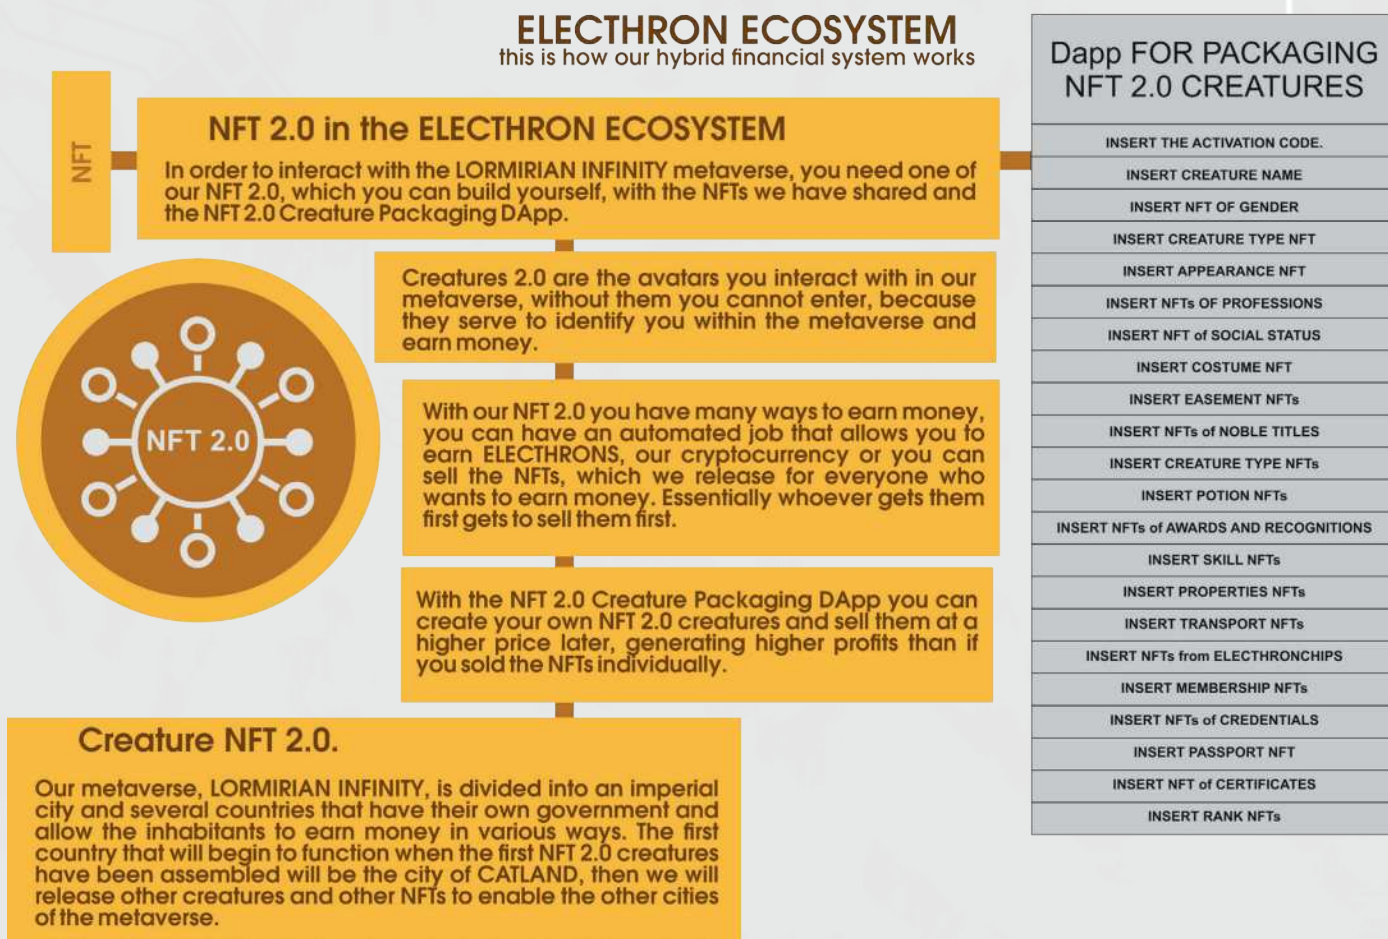 ELECTHRON ECOSYSTEM
this is how our hybrid financial system works
NFT
NFT 2.0 in the ELECTHRON ECOSYSTEM
In order to interact with the LORMIRIAN INFINITY metaverse, you need one of
our NFT 2.0, which you can build yourself, with the NFTs we have shared and
the NFT 2.0 Creature Packaging DApp.
Creatures 2.0 are the avatars you interact with in our
metaverse, without them you cannot enter, because
they serve to identify you within the metaverse and
earn money.
NFT 2.0
With our NFT 2.0 you have many ways to earn money,
you can have an automated job that allows you to
earn ELECTHRONS, our cryptocurrency or you can
sell the NFTs, which we release for everyone who
wants to earn money. Essentially whoever gets them
first gets to sell them first.
With the NFT 2.0 Creature Packaging DApp you can
create your own NFT 2.0 creatures and sell them at a
higher price later, generating higher profits than if
you sold the NFTs individually.
Creature NFT 2.0.
Our metaverse, LORMIRIAN INFINITY, is divided into an imperial
city and several countries that have their own government and
allow the inhabitants to earn money in various ways. The first
country that will begin to function when the first NFT 2.0 creatures
have been assembled will be the city of CATLAND, then we will
release other creatures and other NFTs to enable the other cities
of the metaverse.
Dapp FOR PACKAGING
NFT 2.0 CREATURES
INSERT THE ACTIVATION CODE.
INSERT CREATURE NAME
INSERT NFT OF GENDER
INSERT CREATURE TYPE NFT
INSERT APPEARANCE NFT
INSERT NFTs OF PROFESSIONS
INSERT NFT of SOCIAL STATUS
INSERT COSTUME NFT
INSERT EASEMENT NFTs
INSERT NFTs of NOBLE TITLES
INSERT CREATURE TYPE NFTs
INSERT POTION NFTs
INSERT NFTs of AWARDS AND RECOGNITIONS
INSERT SKILL NFTs
INSERT PROPERTIES NFTs
INSERT TRANSPORT NFTs
INSERT NFTs from ELECTHRONCHIPS
INSERT MEMBERSHIP NFTs
INSERT NFTs of CREDENTIALS
INSERT PASSPORT NFT
INSERT NFT of CERTIFICATES
INSERT RANK NFTs